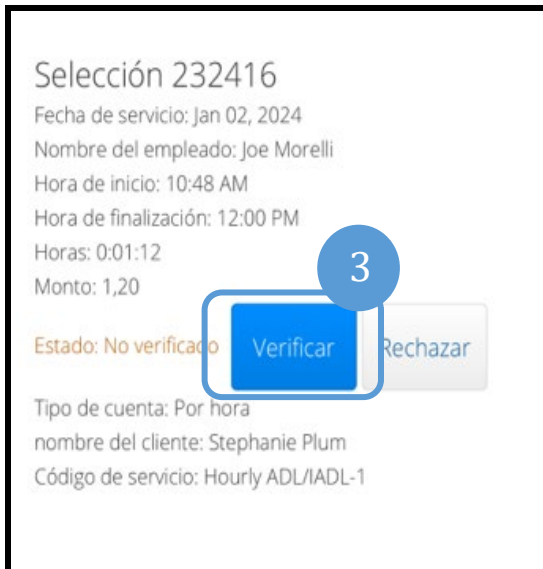 Selección 232416
Fecha de servicio: Jan 02, 2024
Nombre del empleado: Joe Morelli
Hora de inicio: 10:48 AM
Hora de finalización: 12:00 PM
Horas: 0:01:12
3
Monto: 1,20
Estado: No verificado Verificar Rechazar
Tipo de cuenta: Por hora
nombre del cliente: Stephanie Plum
Código de servicio: Hourly ADL/IADL-1